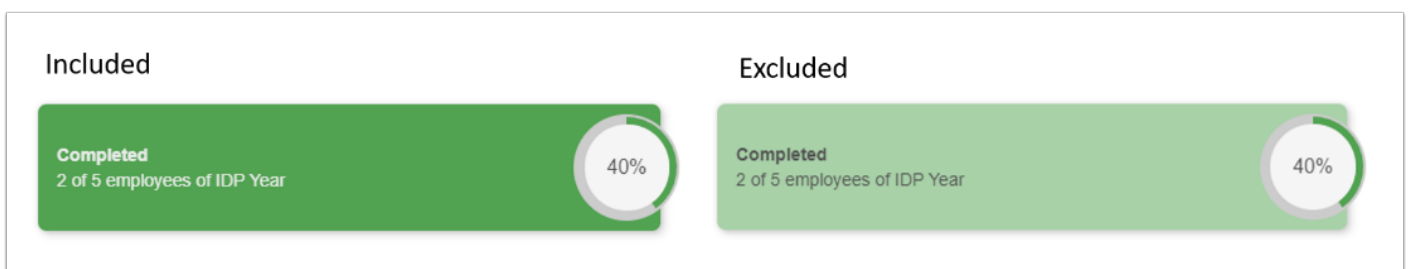 Included
Completed
2 of 5 employees of IDP Year
40%
Excluded
Completed
2 of 5 employees of IDP Year
40%